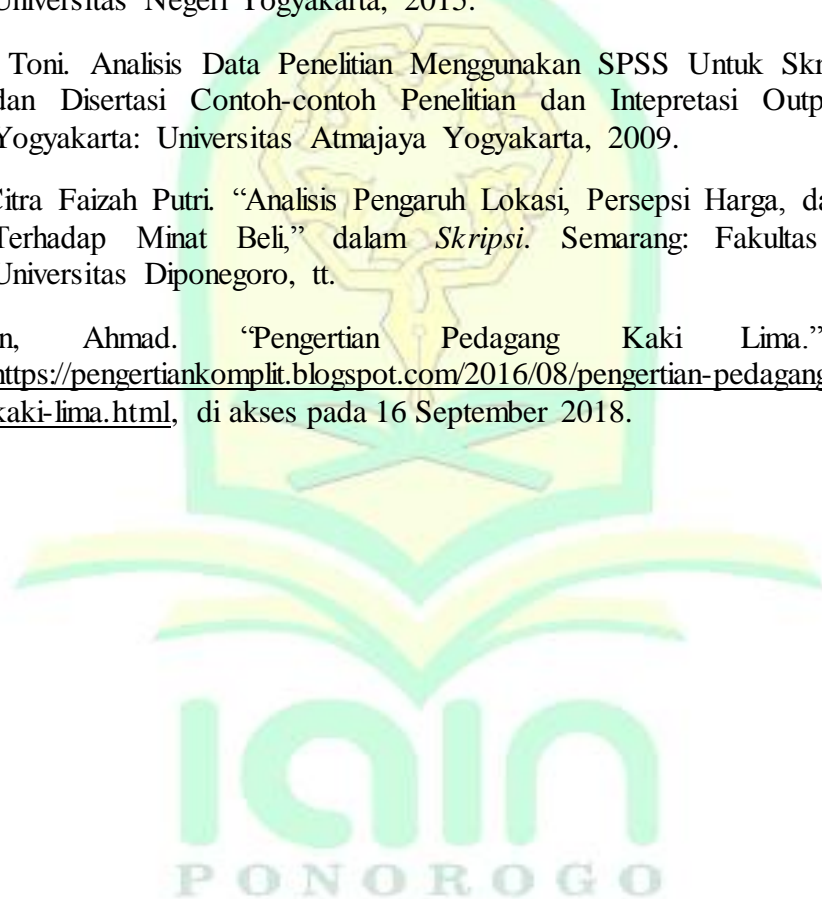 Universitas Negeri Yogyakarta, 2015.
Toni. Analisis Data Penelitian Menggunakan SPSS Untuk Skr
dan Disertasi Contoh-contoh Penelitian dan Intepretasi Outp
Yogyakarta: Universitas Atmajaya Yogyakarta, 2009.
Citra Faizah Putri. “Analisis Pengaruh Lokasi, Persepsi Harga, da
Terhadap Minat Beli,” dalam Skripsi. Semarang: Fakultas
Universitas Diponegoro, tt.
n, Ahmad. “Pengertian Pedagang Kaki Lima.”
https://pengertiankomplit.blogspot.com/2016/08/pengertian-pedagang
kaki-lima.html, di akses pada 16 September 2018.
IAIN
PONOROGO